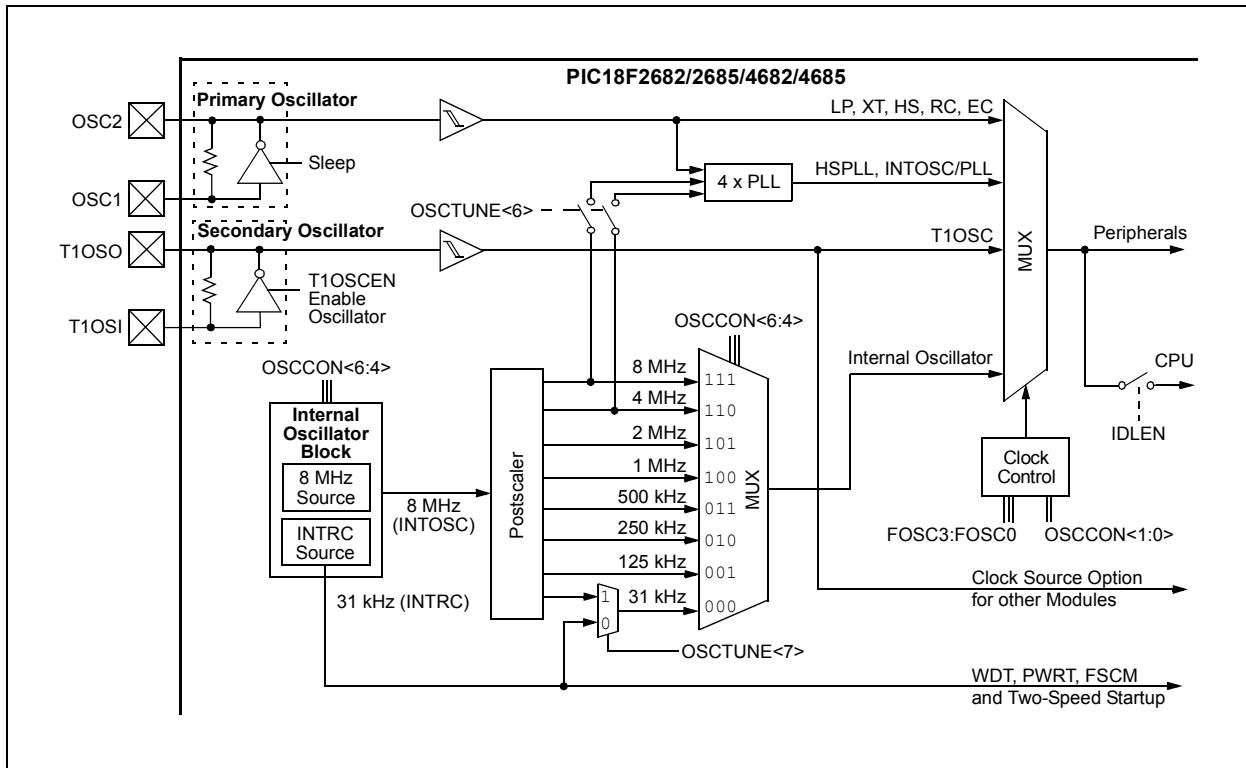 PIC18F2682/2685/4682/4685
Primary Oscillator
LP, XT, HS, RC, EC
OSC2
Sleep
4 x PLL
HSPLL, INTOSC/PLL
OSC1
OSCTUNE<6>
Secondary Oscillator
T1OSO
T1OSC
Peripherals
MUX
T1OSCEN
Enable
Oscillator
T1OSI
OSCCON<6:4>
OSCCON<6:4>
Internal Oscillator
CPU
IDLEN
Internal
Oscillator
Block
8 MHz
Source
INTRC
Source
8 MHz
(INTOSC)
31 kHz (INTRC)
Postscaler
8 MHz
111
4 MHz
110
2 MHz
101
1 MHz
100
500 kHz
011
250 kHz
010
125 kHz
001
1
0
31 kHz
000
MUX
OSCTUNE<7>
Clock
Control
FOSC3:FOSC0
OSCCON<1:0>
Clock Source Option
for other Modules
WDT, PWRT, FSCM
and Two-Speed Startup